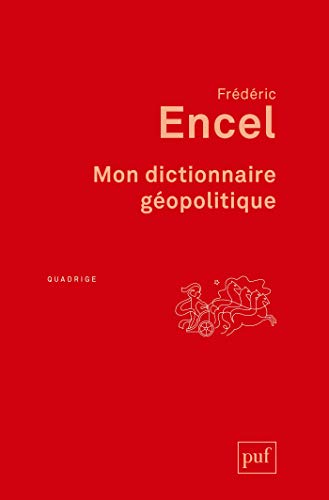 Frédéric
Encel
Mon dictionnaire
géopolitique
QUADRIGE
puf